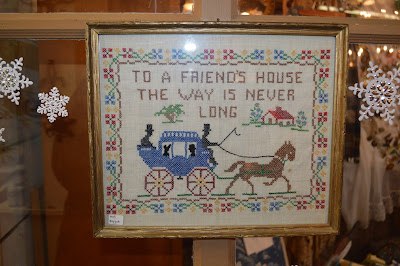 TO A FRIEND'S HOUSE
THE WAY IS NEVER
LONG